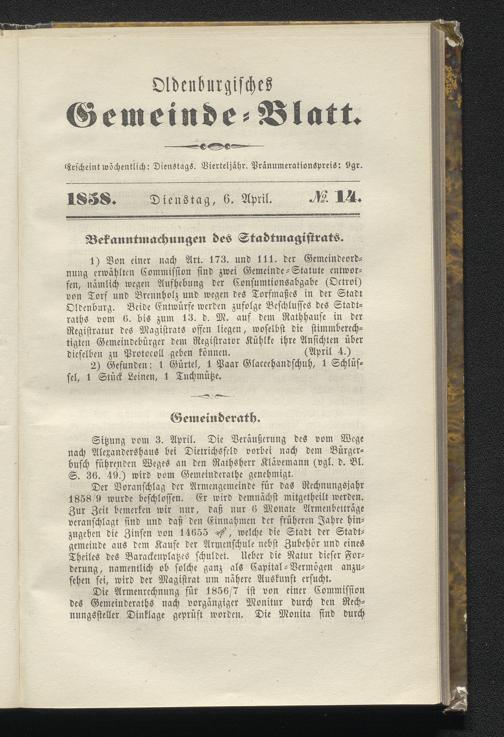 Oldenburgisches
Gemeinde-Blatt.
Erscheint wöchentlich: Dienstags. Vierteljähr. Pränumerationspreis: 9gr.
1858. Dienstag, 6. April. №. 14.
Bekanntmachungen des Stadtmagistrats.
1) Von einer nach Art. 173. und 111. der Gemeindeord-
nung erwählten Commission sind zwei Gemeinde-Statute entwor-
fen, nämlich wegen Aufhebung der Consumtionsabgabe (Octroi)
von Torf und Brennholz und wegen des Torfmaßes in der Stadt
Oldenburg. Beide Entwürfe werden zufolge Beschlusses des Stadt-
raths vom 6. bis zum 13. d. M. auf dem Rathhause in der
Registratur des Magistrats offen liegen, woselbst die stimmberech-
tigten Gemeindebürger dem Registrator Kühlke ihre Ansichten über
dieselben zu Protocoll geben können. (April 4.)
2) Gefunden: 1 Gürtel, 1 Paar Glaceehandschuh, 1 Schlüs-
sel, 1 Stück Leinen, 1 Tuchmütze.
Gemeinderath.
Sitzung vom 3. April. Die Veräußerung des vom Wege
nach Alexandershaus bei Dietrichsfeld vorbei nach dem Bürger-
busch führenden Weges an den Rathsherr Klävemann (vgl. d. Bl.
S. 36. 49.) wird vom Gemeinderathe genehmigt.
Der Voranschlag der Armengemeinde für das Rechnungsjahr
1858/9 wurde beschlossen. Er wird demnächst mitgetheilt werden.
Zur Zeit bemerken wir nur, daß nur 6 Monate Armenbeiträge
veranschlagt sind und daß den Einnahmen der früheren Jahre hin-
zugehen die Zinsen von 14655 ₰, welche die Stadt der Stadt-
gemeinde aus dem Kaufe der Armenschule nebst Zubehör und eines
Theiles des Barackenplatzes schuldet. Ueber die Natur dieser For-
derung, namentlich ob solche ganz als Capital-Vermögen anzu-
sehen sei, wird der Magistrat um nähere Auskunft ersucht.
Die Armenrechnung für 1856/7 ist von einer Commission
des Gemeinderaths nach vorgängiger Monitur durch den Rech-
nungssteller Dinklage geprüft worden. Die Monita sind durch